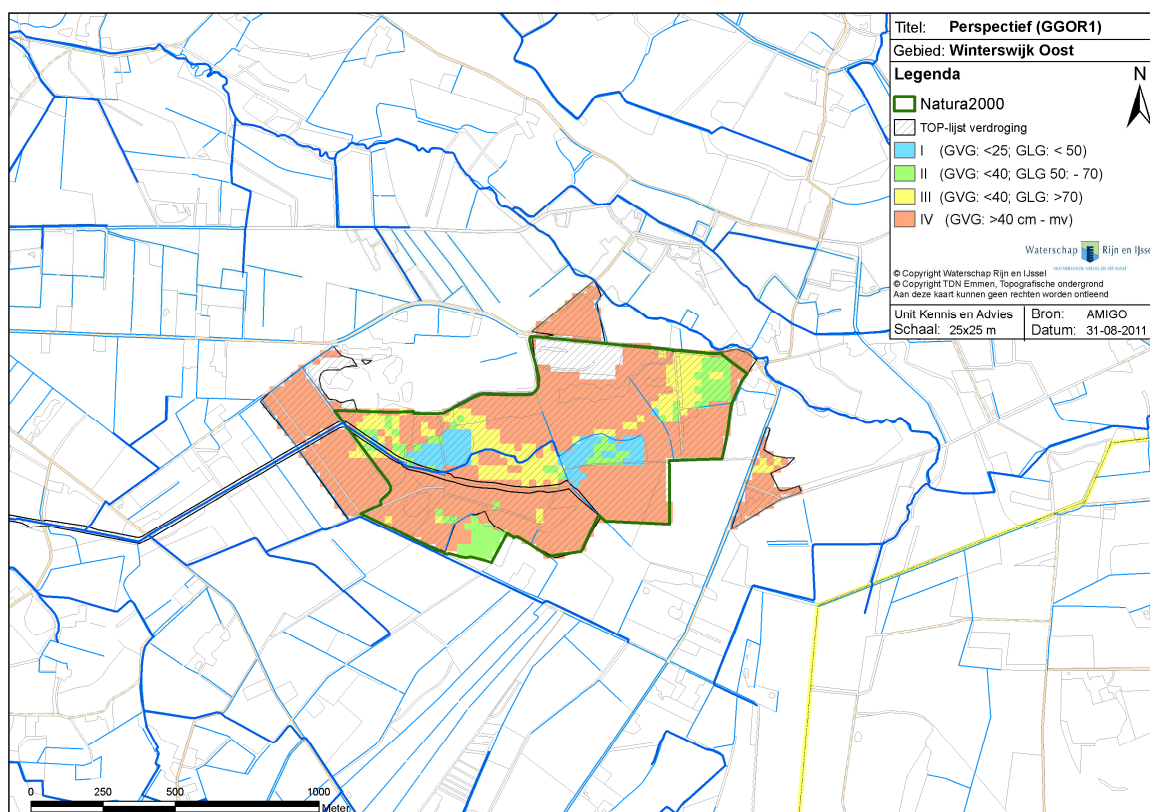 Titel: Perspectief (GGOR1)
Gebied: Winterswijk Oost
Legenda
N
Natura2000
TOP-lijst verdroging
I (GVG: <25; GLG: < 50)
II (GVG: <40; GLG 50: - 70)
III (GVG: <40; GLG: >70)
IV (GVG: >40 cm - mv)
Waterschap Rijn en IJssel
© Copyright Waterschap Rijn en IJssel
© Copyright TDN Emmen, Topografische ondergrond
Aan deze kaart kunnen geen rechten worden ontleend
Unit Kennis en Advies
Schaal: 25x25 m
Bron: AMIGO
Datum: 31-08-2011
0 250 500 1000
Meter